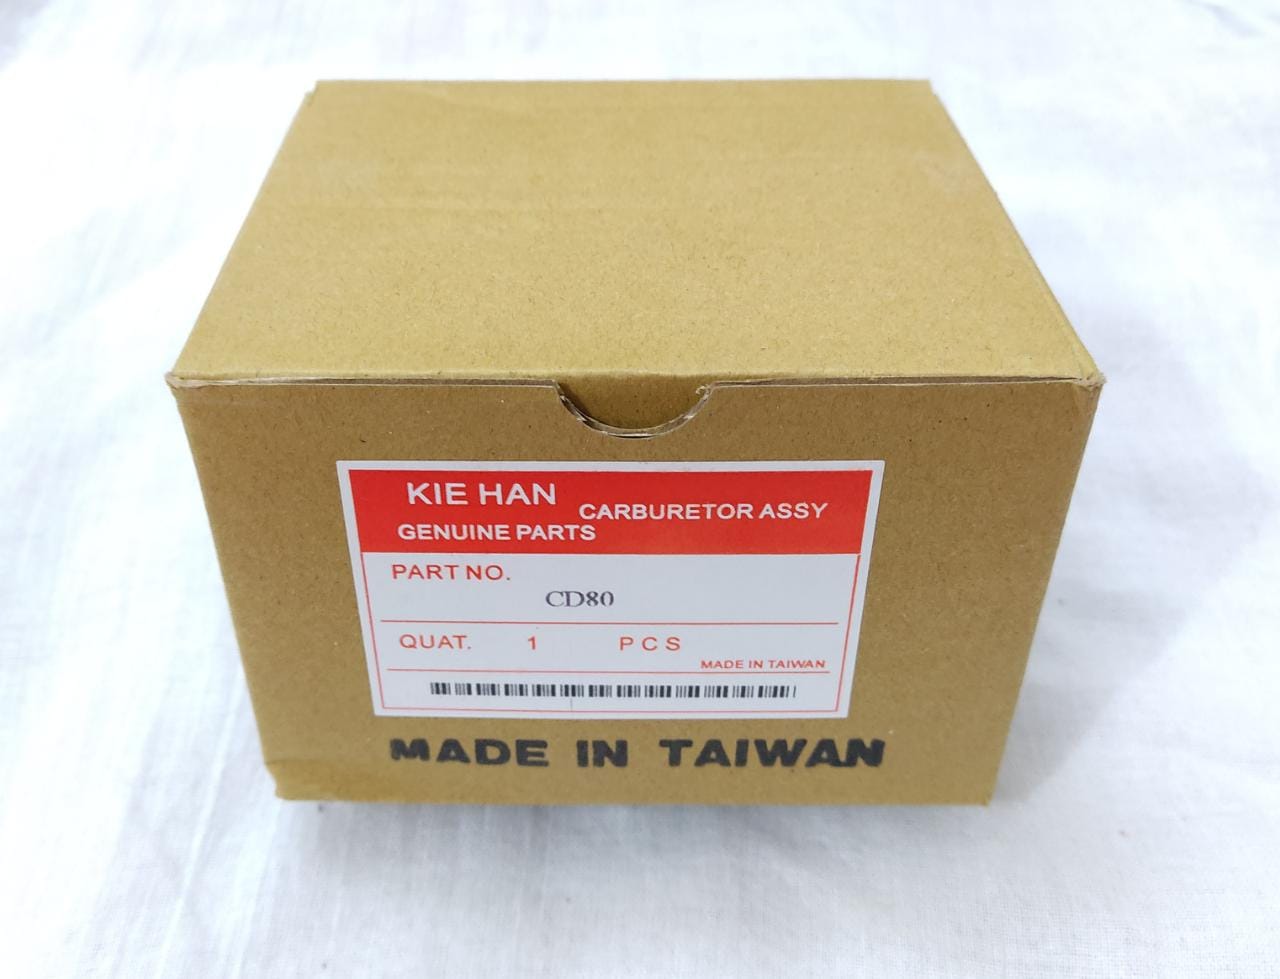 KIE HAN
CARBURETOR ASSY
GENUINE PARTS
PART NO.
CD80
QUAT. 1 PCS
MADE IN TAIWAN
MADE IN TAIWAN